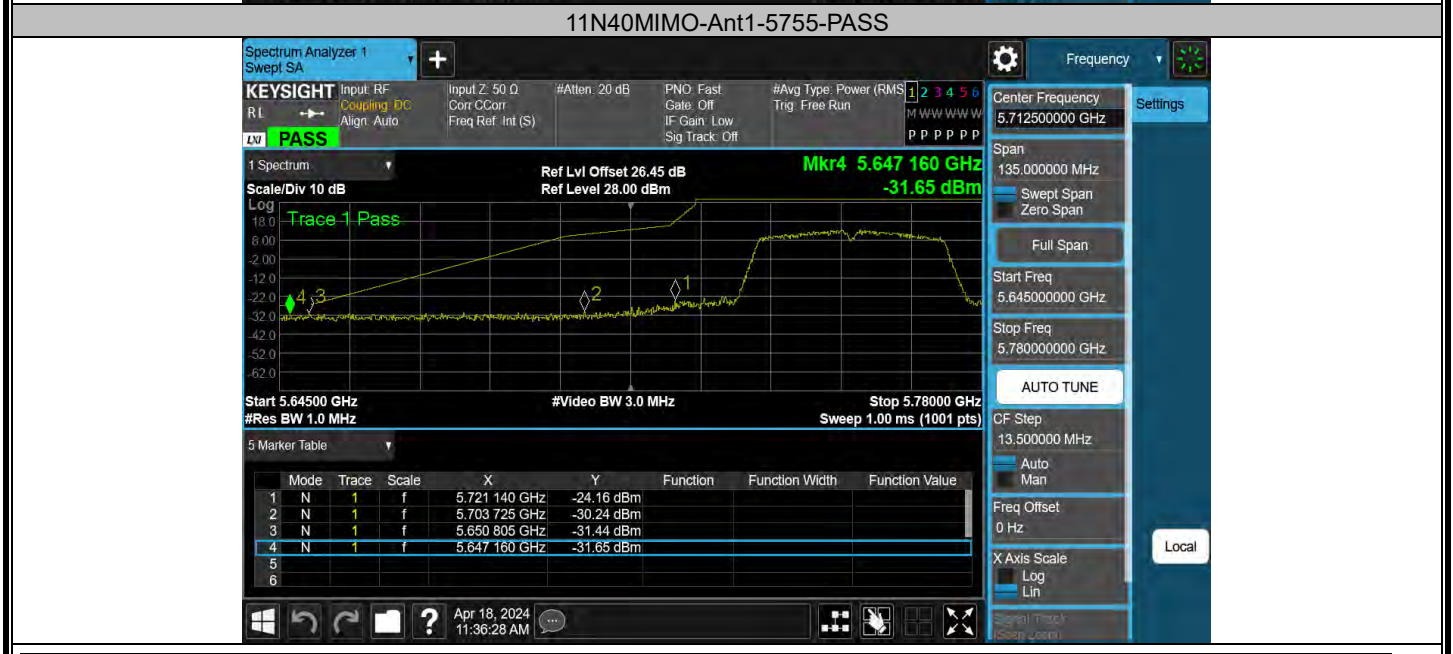 11N40MIMO-Ant1-5755-PASS
Spectrum Analyzer 1
Swept SA
+
Frequency
KEYSIGHT
RL
LXI
PASS
Input: RF
Coupling: DC
Align: Auto
Input Z: 50 Ω
Corr CCorr
Freq Ref: Int (S)
#Atten: 20 dB
PNO: Fast
Gate: Off
IF Gain: Low
Sig Track: Off
#Avg Type: Power (RMS
Trig: Free Run
1 2 3 4 5 6
M W W W W W
P P P P P P
1 Spectrum
Scale/Div 10 dB
Ref Lvl Offset 26.45 dB
Ref Level 28.00 dBm
Mkr4 5.647 160 GHz
-31.65 dBm
Log
Trace 1 Pass
18.0
8.00
-2.00
-12.0
-22.0
-32.0
-42.0
-52.0
-62.0
4
3
2
1
Start 5.64500 GHz
#Video BW 3.0 MHz
Stop 5.78000 GHz
#Res BW 1.0 MHz
Sweep 1.00 ms (1001 pts)
5 Marker Table
Mode Trace Scale X Y Function Function Width Function Value
1 N 1 f 5.721 140 GHz -24.16 dBm
2 N 1 f 5.703 725 GHz -30.24 dBm
3 N 1 f 5.650 805 GHz -31.44 dBm
4 N 1 f 5.647 160 GHz -31.65 dBm
5
6
?
Apr 18, 2024
11:36:28 AM
Center Frequency
5.712500000 GHz
Settings
Span
135.000000 MHz
Swept Span
Zero Span
Full Span
Start Freq
5.645000000 GHz
Stop Freq
5.780000000 GHz
AUTO TUNE
CF Step
13.500000 MHz
Auto
Man
Freq Offset
0 Hz
X Axis Scale
Log
Lin
Local
Signal Track
(Span Zoom)